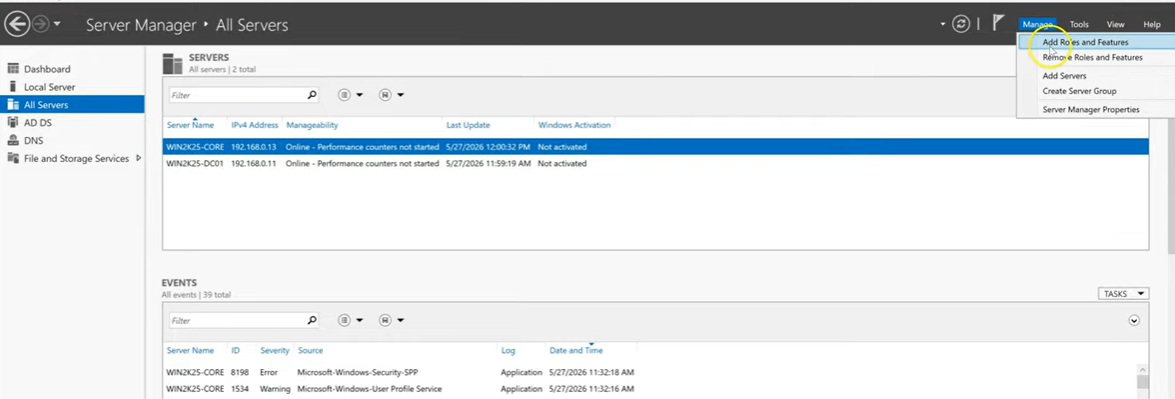 Server Manager ‣ All Servers
Manage Tools View Help
Add Roles and Features
Remove Roles and Features
Add Servers
Create Server Group
Server Manager Properties
Dashboard
Local Server
All Servers
AD DS
DNS
File and Storage Services
SERVERS
All servers | 2 total
Filter
Server Name IPv4 Address Manageability Last Update Windows Activation
WIN2K25-CORE 192.168.0.13 Online - Performance counters not started 5/27/2026 12:00:32 PM Not activated
WIN2K25-DC01 192.168.0.11 Online - Performance counters not started 5/27/2026 11:59:19 AM Not activated
EVENTS
All events | 39 total
TASKS
Filter
Server Name ID Severity Source Log Date and Time
WIN2K25-CORE 8198 Error Microsoft-Windows-Security-SPP Application 5/27/2026 11:32:18 AM
WIN2K25-CORE 1534 Warning Microsoft-Windows-User Profile Service Application 5/27/2026 11:32:16 AM